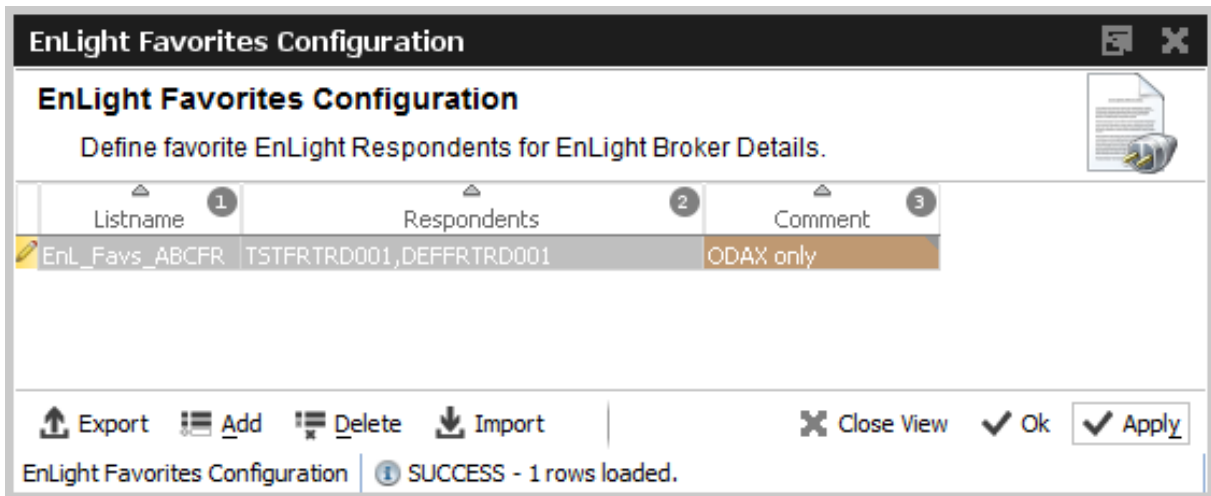 EnLight Favorites Configuration
EnLight Favorites Configuration
Define favorite EnLight Respondents for EnLight Broker Details.
Listname 1 Respondents 2 Comment 3
EnL_Favs_ABCFR TSTFRTRD001,DEFFRTRD001 ODAX only
Export Add Delete Import Close View Ok Apply
EnLight Favorites Configuration SUCCESS - 1 rows loaded.